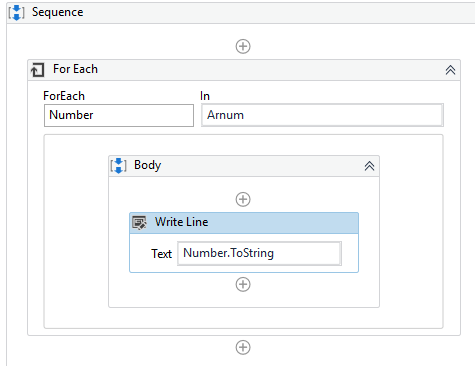 Sequence
For Each
ForEach In
Number Arnum
Body
Write Line
Text Number.ToString